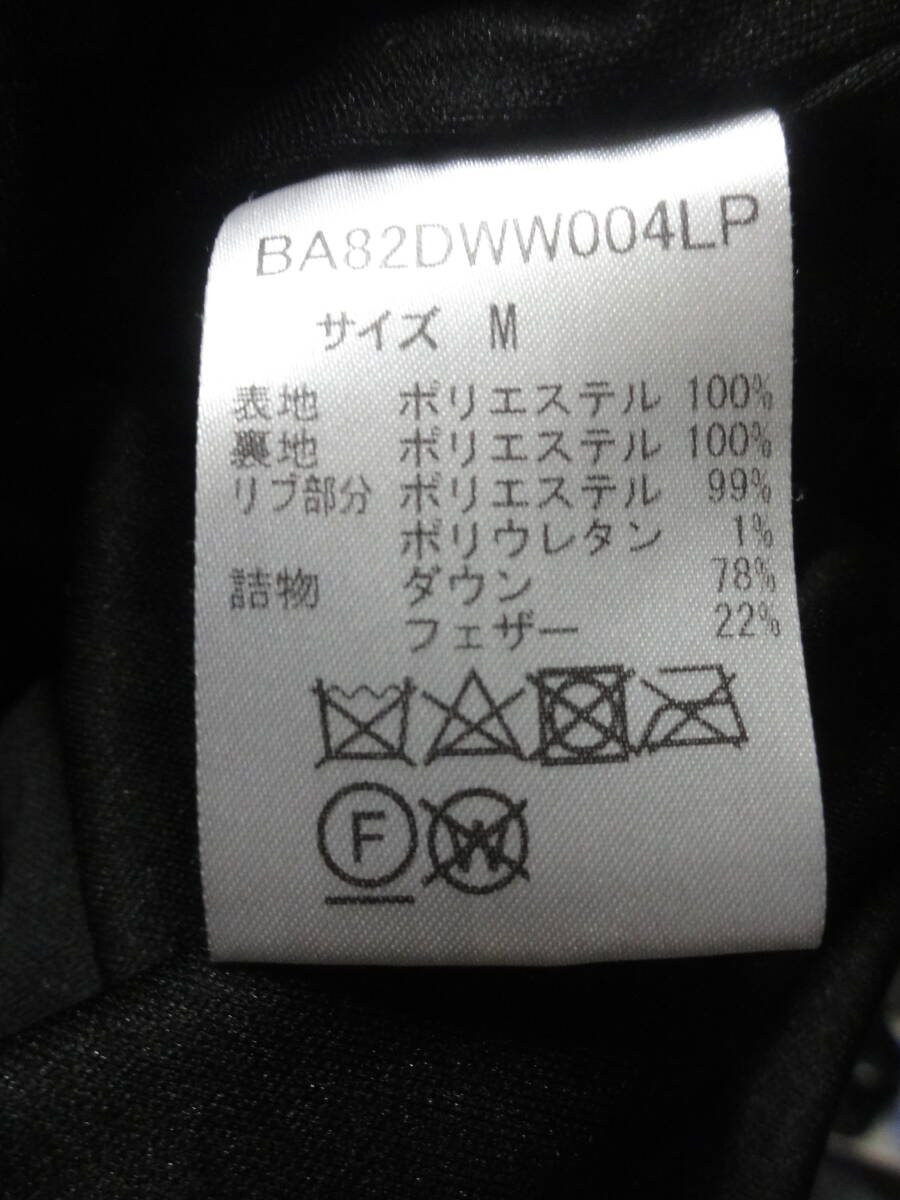 BA82DWW004LP
サイズ M
表地 ポリエステル 100%
裏地 ポリエステル 100%
リブ部分 ポリエステル 99%
ポリウレタン 1%
詰物 ダウン 78%
フェザー 22%
F W